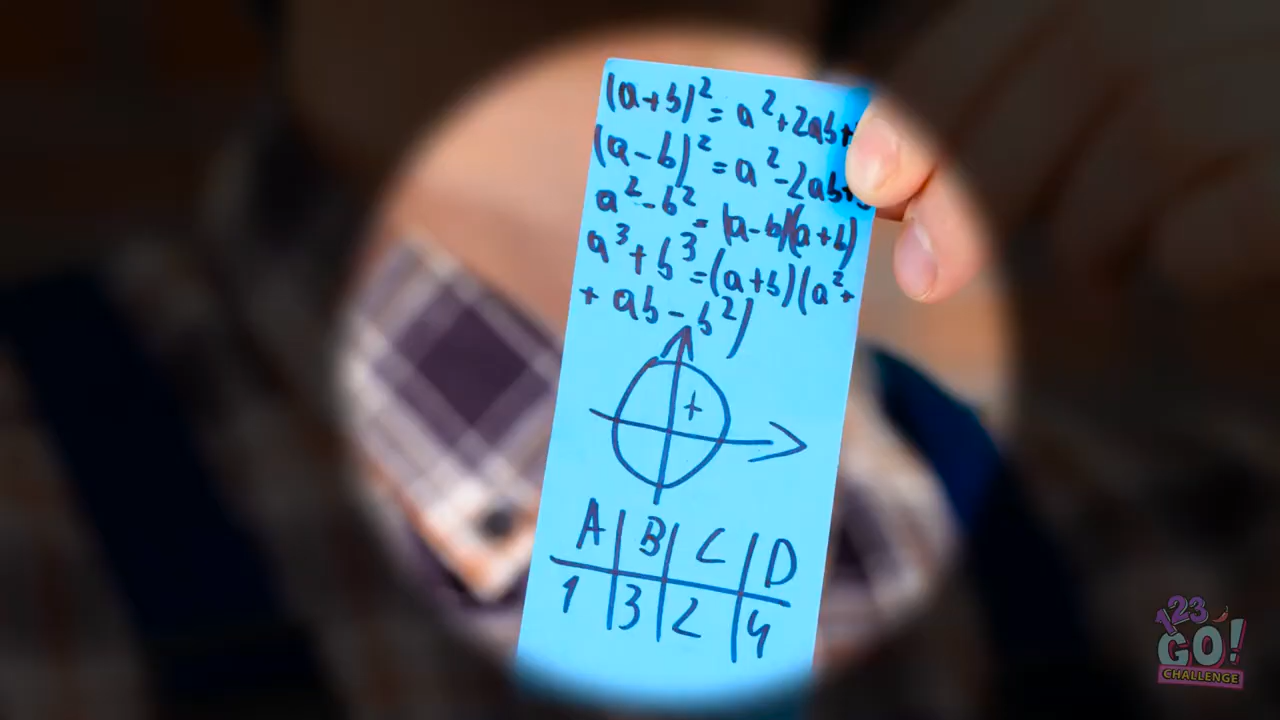 (a+b)² = a²+2ab+
(a-b)² = a²-2ab+
a²-b² = (a-b)(a+b)
a³+b³=(a+b)(a²+
+ ab-b²)
+
A | B | C | D
1 | 3 | 2 | 4
123
GO!
CHALLENGE